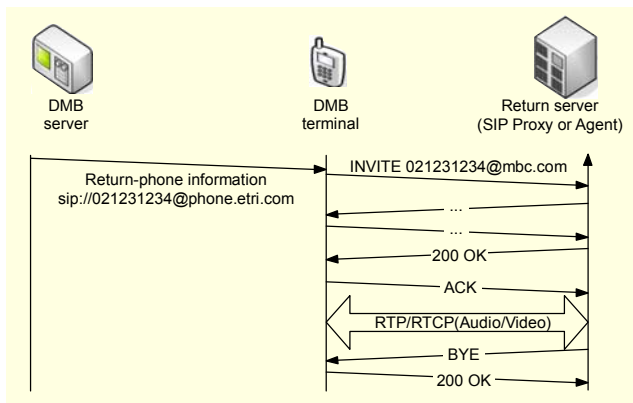 DMB
server
DMB
terminal
Return server
(SIP Proxy or Agent)
Return-phone information
sip://021231234@phone.etri.com
INVITE 021231234@mbc.com
...
...
200 OK
ACK
RTP/RTCP(Audio/Video)
BYE
200 OK